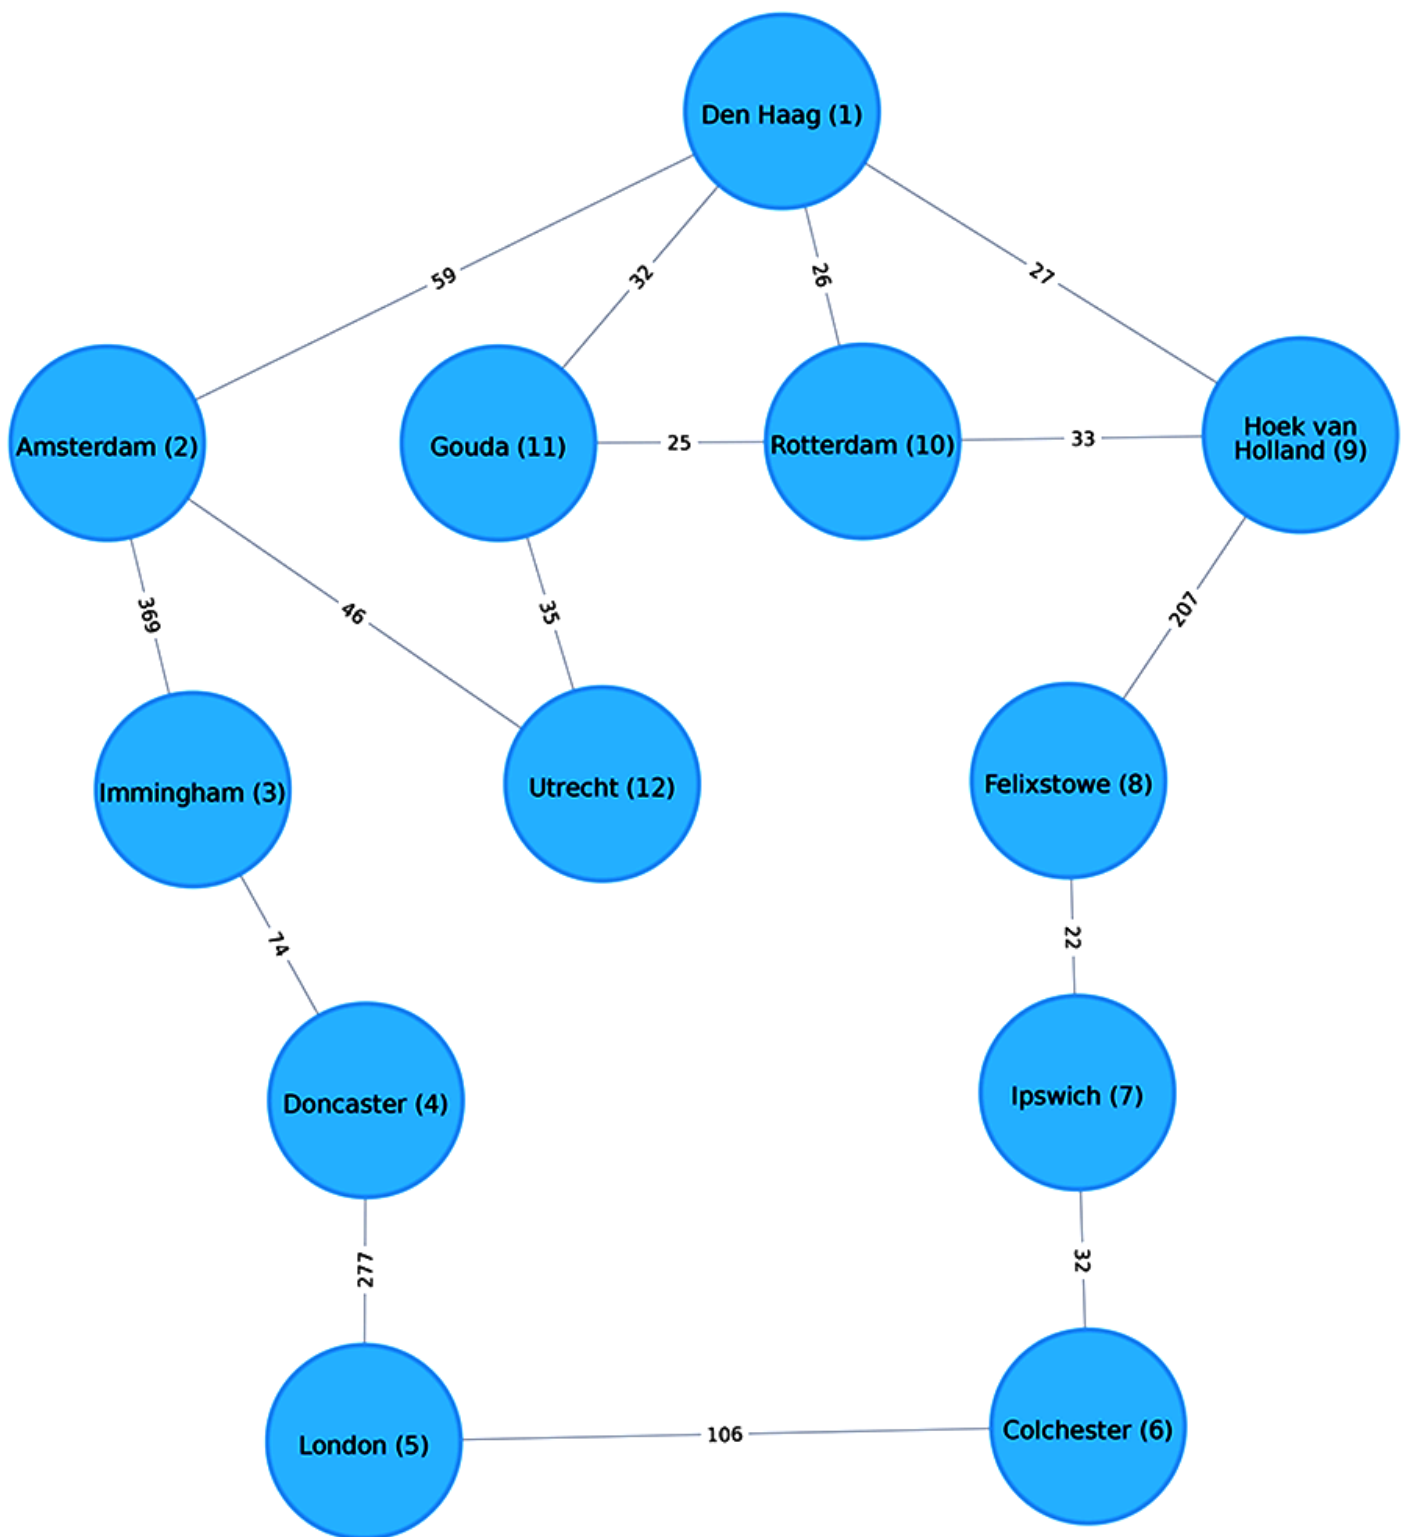 Den Haag (1)
59
32
26
27
Amsterdam (2)
Gouda (11)
25
Rotterdam (10)
33
Hoek van
Holland (9)
369
46
35
207
Immingham (3)
Utrecht (12)
Felixstowe (8)
74
22
Doncaster (4)
Ipswich (7)
277
32
London (5)
106
Colchester (6)